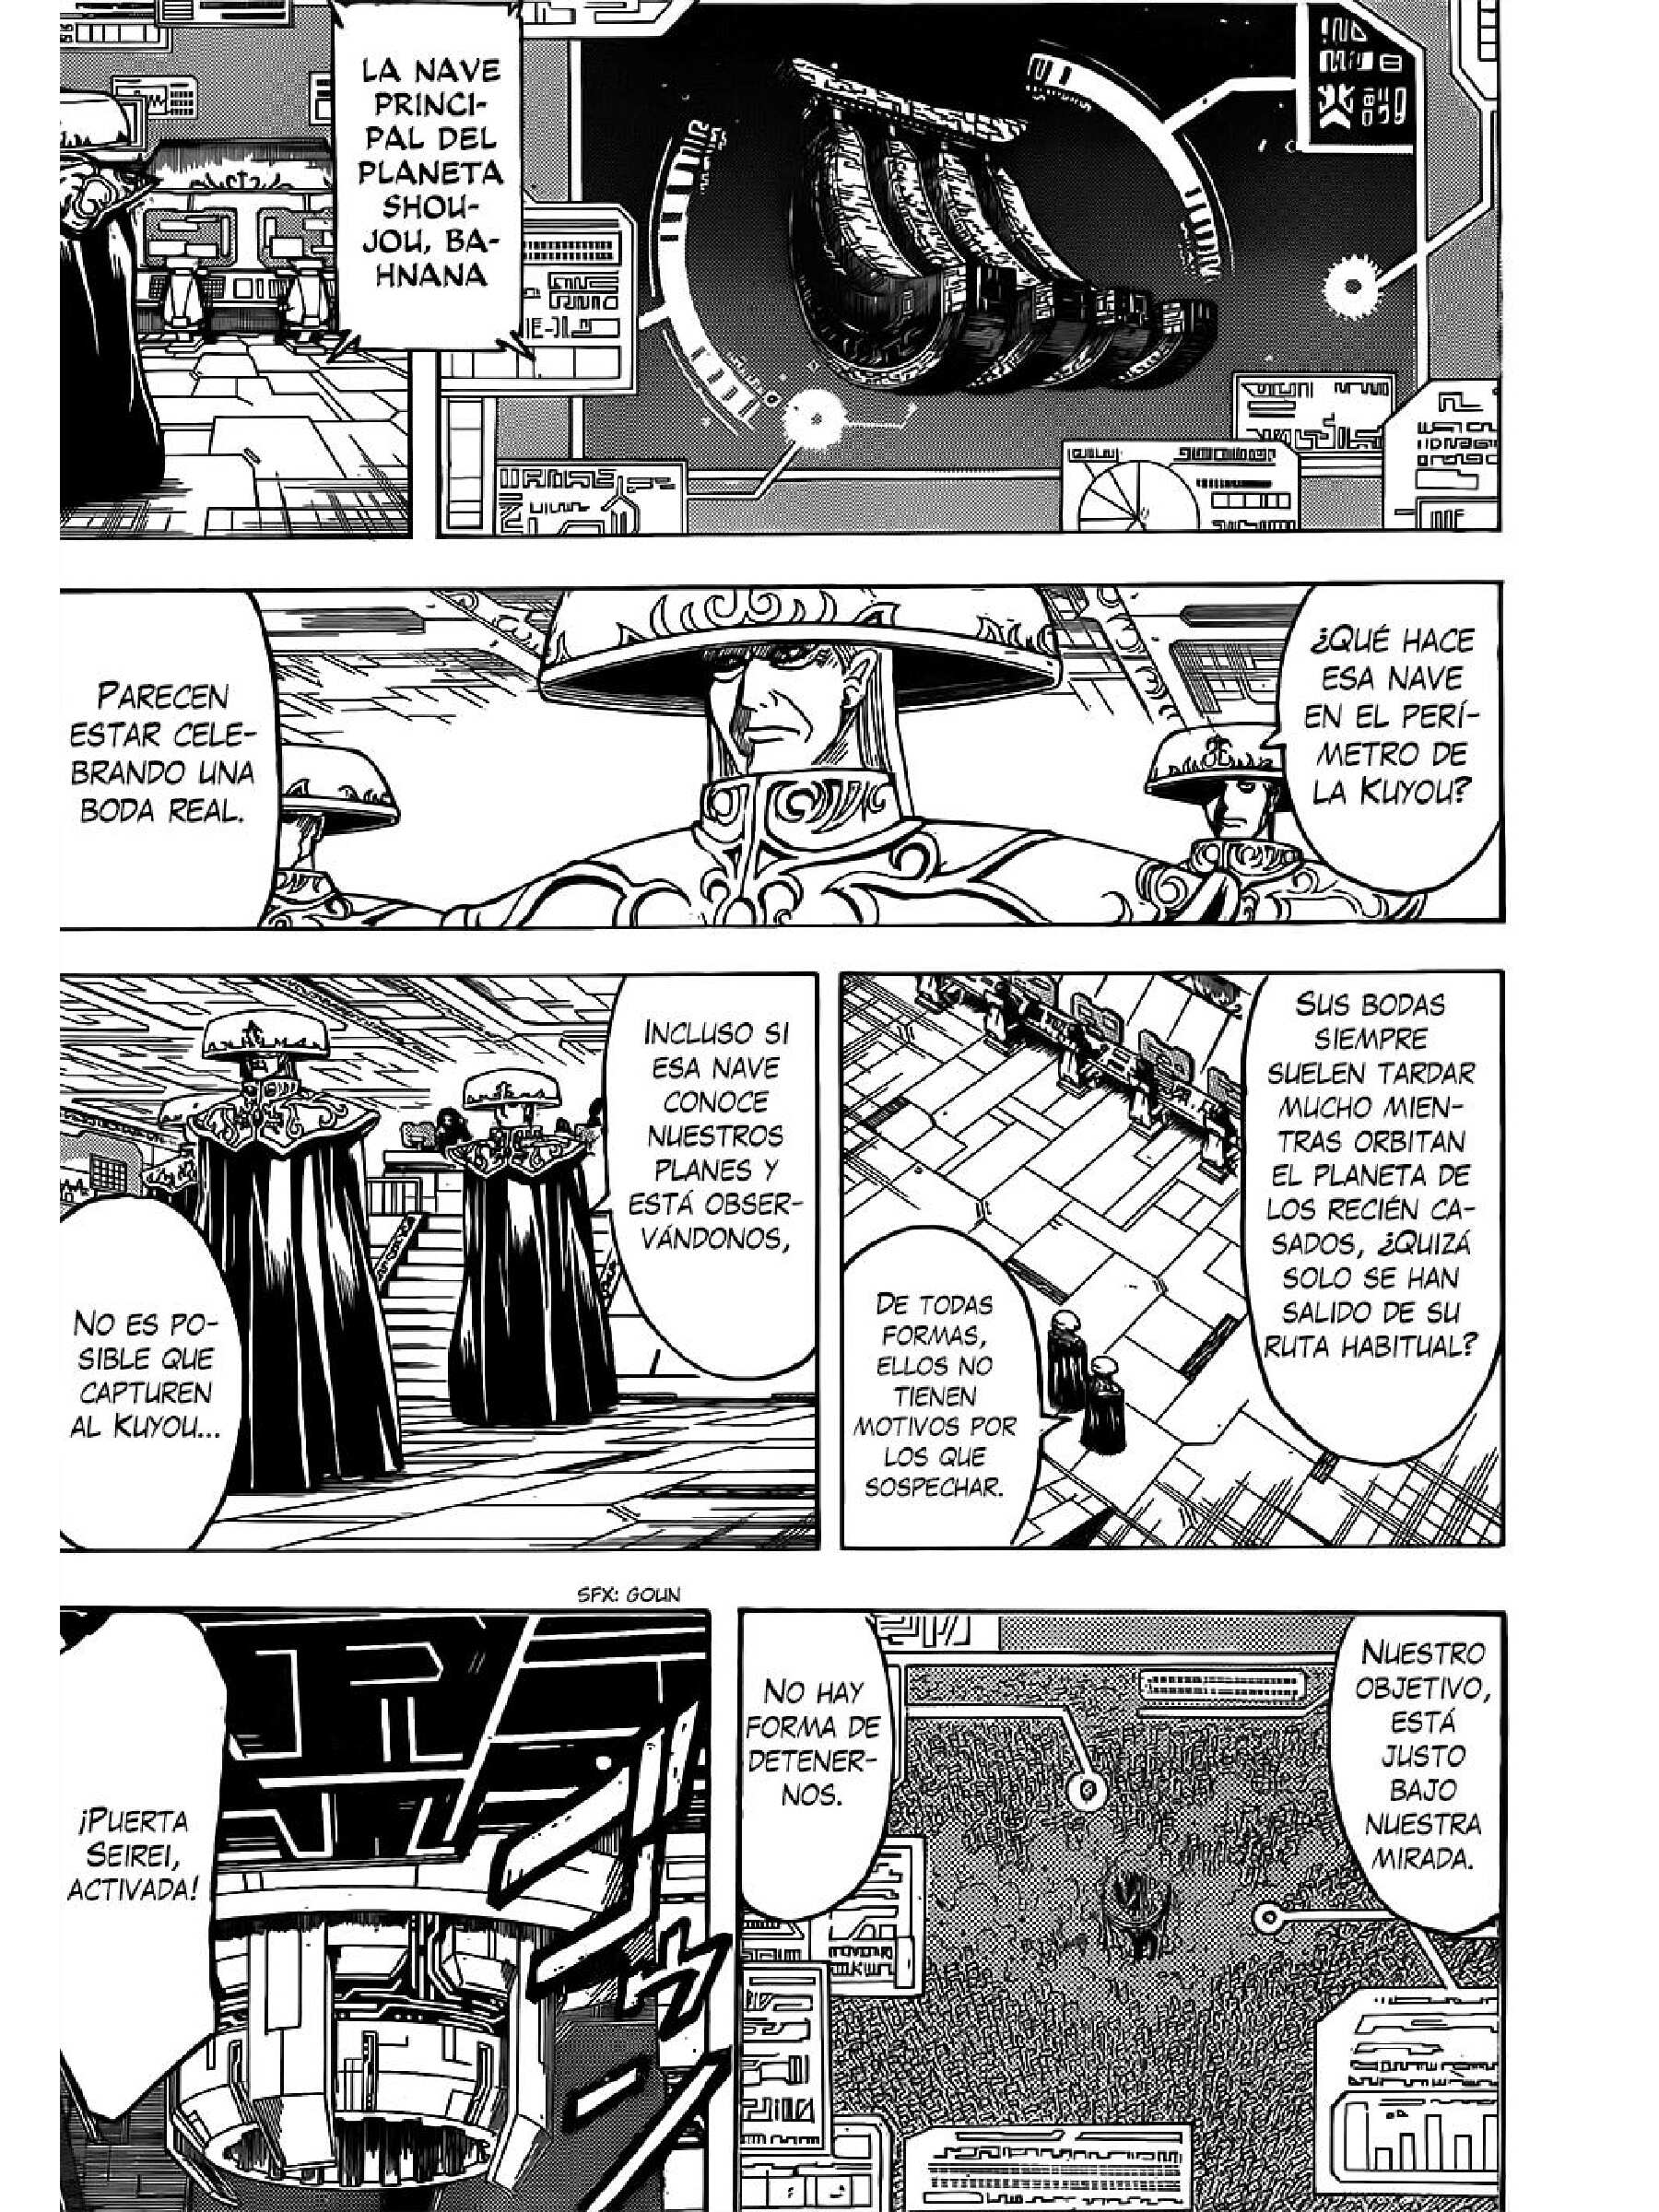 LA NAVE
PRINCI-
PAL DEL
PLANETA
SHOU-
JOU, BA-
HNANA
¿QUÉ HACE
ESA NAVE
EN EL PERÍ-
METRO DE
LA KUYOU?
PARECEN
ESTAR CELE-
BRANDO UNA
BODA REAL.
SUS BODAS
SIEMPRE
SUELEN TARDAR
MUCHO MIEN-
TRAS ORBITAN
EL PLANETA DE
LOS RECIÉN CA-
SADOS, ¿QUIZÁ
SOLO SE HAN
SALIDO DE SU
RUTA HABITUAL?
DE TODAS
FORMAS,
ELLOS NO
TIENEN
MOTIVOS POR
LOS QUE
SOSPECHAR.
INCLUSO SI
ESA NAVE
CONOCE
NUESTROS
PLANES Y
ESTÁ OBSER-
VÁNDONOS,
NO ES PO-
SIBLE QUE
CAPTUREN
AL KUYOU...
NUESTRO
OBJETIVO,
ESTÁ
JUSTO
BAJO
NUESTRA
MIRADA.
NO HAY
FORMA DE
DETENER-
NOS.
SFX: GOUN
ゴゥン
¡PUERTA
SEIREI,
ACTIVADA!